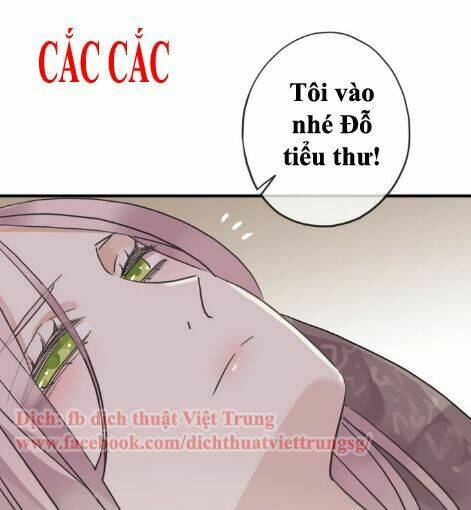 CẮC CẮC
Tôi vào
nhé Đỗ
tiểu thư!
Dịch: fb dịch thuật Việt Trung
www.facebook.com/dichthuatviettrungsg/